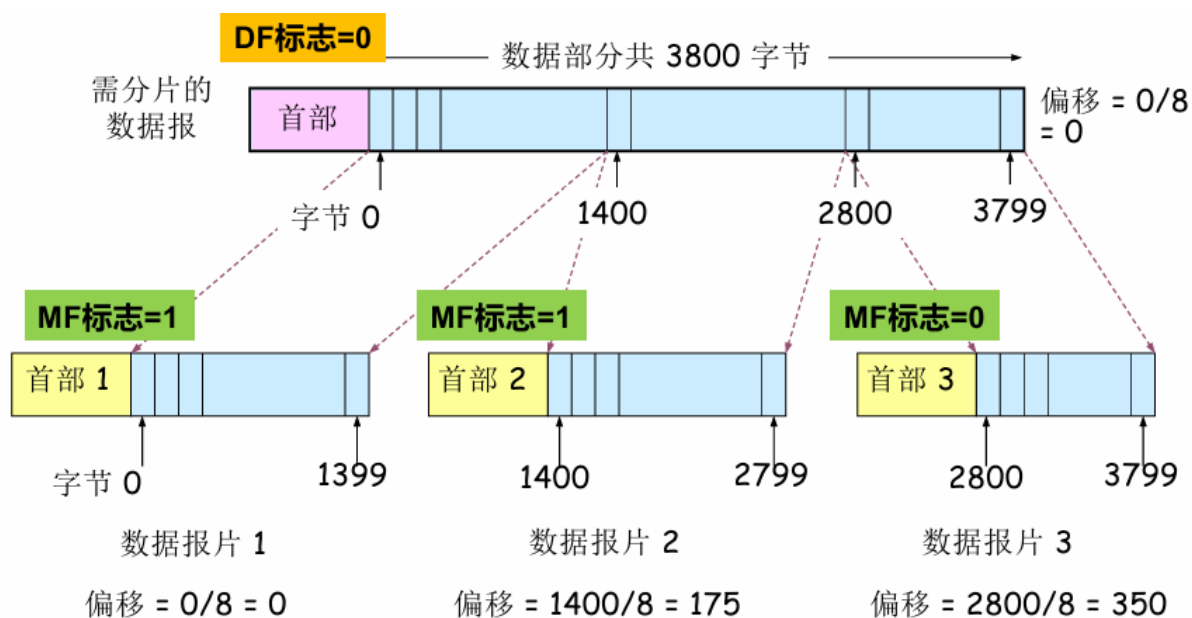 DF标志=0
数据部分共 3800 字节
需分片的
数据报
首部
偏移 = 0/8
= 0
字节 0
1400
2800
3799
MF标志=1
MF标志=1
MF标志=0
首部 1
首部 2
首部 3
字节 0
1399
1400
2799
2800
3799
数据报片 1
数据报片 2
数据报片 3
偏移 = 0/8 = 0
偏移 = 1400/8 = 175
偏移 = 2800/8 = 350